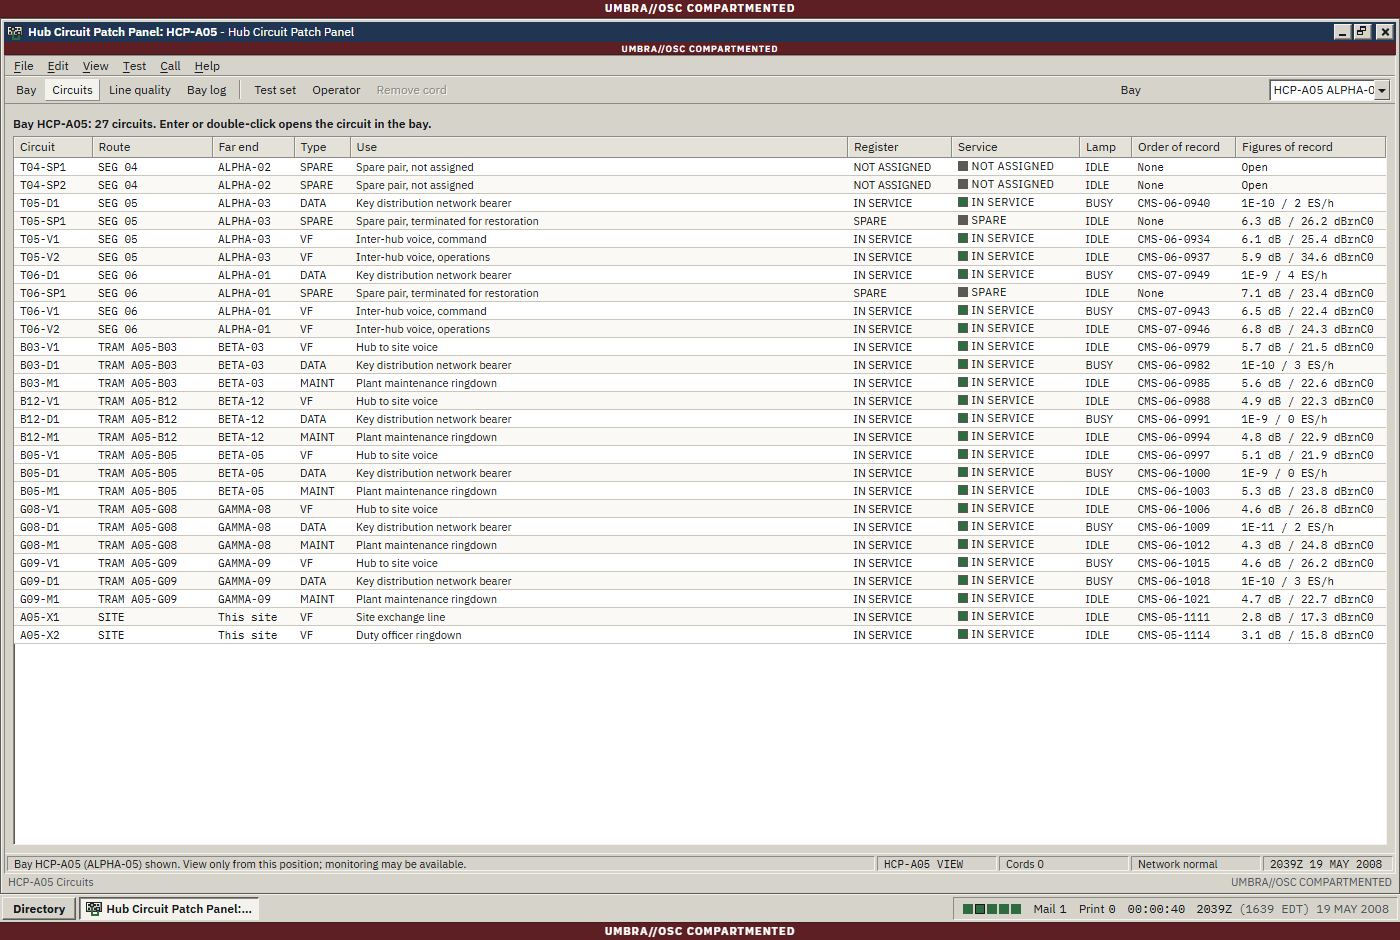 UMBRA//OSC COMPARTMENTED
Hub Circuit Patch Panel: HCP-A05 - Hub Circuit Patch Panel
UMBRA//OSC COMPARTMENTED
File Edit View Test Call Help
Bay Circuits Line quality Bay log Test set Operator Remove cord Bay HCP-A05 ALPHA-0
Bay HCP-A05: 27 circuits. Enter or double-click opens the circuit in the bay.
Circuit Route Far end Type Use Register Service Lamp Order of record Figures of record
T04-SP1 SEG 04 ALPHA-02 SPARE Spare pair, not assigned NOT ASSIGNED NOT ASSIGNED IDLE None Open
T04-SP2 SEG 04 ALPHA-02 SPARE Spare pair, not assigned NOT ASSIGNED NOT ASSIGNED IDLE None Open
T05-D1 SEG 05 ALPHA-03 DATA Key distribution network bearer IN SERVICE IN SERVICE BUSY CMS-06-0940 1E-10 / 2 ES/h
T05-SP1 SEG 05 ALPHA-03 SPARE Spare pair, terminated for restoration SPARE SPARE IDLE None 6.3 dB / 26.2 dBrnC0
T05-V1 SEG 05 ALPHA-03 VF Inter-hub voice, command IN SERVICE IN SERVICE IDLE CMS-06-0934 6.1 dB / 25.4 dBrnC0
T05-V2 SEG 05 ALPHA-03 VF Inter-hub voice, operations IN SERVICE IN SERVICE IDLE CMS-06-0937 5.9 dB / 34.6 dBrnC0
T06-D1 SEG 06 ALPHA-01 DATA Key distribution network bearer IN SERVICE IN SERVICE BUSY CMS-07-0949 1E-9 / 4 ES/h
T06-SP1 SEG 06 ALPHA-01 SPARE Spare pair, terminated for restoration SPARE SPARE IDLE None 7.1 dB / 23.4 dBrnC0
T06-V1 SEG 06 ALPHA-01 VF Inter-hub voice, command IN SERVICE IN SERVICE BUSY CMS-07-0943 6.5 dB / 22.4 dBrnC0
T06-V2 SEG 06 ALPHA-01 VF Inter-hub voice, operations IN SERVICE IN SERVICE IDLE CMS-07-0946 6.8 dB / 24.3 dBrnC0
B03-V1 TRAM A05-B03 BETA-03 VF Hub to site voice IN SERVICE IN SERVICE IDLE CMS-06-0979 5.7 dB / 21.5 dBrnC0
B03-D1 TRAM A05-B03 BETA-03 DATA Key distribution network bearer IN SERVICE IN SERVICE BUSY CMS-06-0982 1E-10 / 3 ES/h
B03-M1 TRAM A05-B03 BETA-03 MAINT Plant maintenance ringdown IN SERVICE IN SERVICE IDLE CMS-06-0985 5.6 dB / 22.6 dBrnC0
B12-V1 TRAM A05-B12 BETA-12 VF Hub to site voice IN SERVICE IN SERVICE IDLE CMS-06-0988 4.9 dB / 22.3 dBrnC0
B12-D1 TRAM A05-B12 BETA-12 DATA Key distribution network bearer IN SERVICE IN SERVICE BUSY CMS-06-0991 1E-9 / 0 ES/h
B12-M1 TRAM A05-B12 BETA-12 MAINT Plant maintenance ringdown IN SERVICE IN SERVICE IDLE CMS-06-0994 4.8 dB / 22.9 dBrnC0
B05-V1 TRAM A05-B05 BETA-05 VF Hub to site voice IN SERVICE IN SERVICE IDLE CMS-06-0997 5.1 dB / 21.9 dBrnC0
B05-D1 TRAM A05-B05 BETA-05 DATA Key distribution network bearer IN SERVICE IN SERVICE BUSY CMS-06-1000 1E-9 / 0 ES/h
B05-M1 TRAM A05-B05 BETA-05 MAINT Plant maintenance ringdown IN SERVICE IN SERVICE IDLE CMS-06-1003 5.3 dB / 23.8 dBrnC0
G08-V1 TRAM A05-G08 GAMMA-08 VF Hub to site voice IN SERVICE IN SERVICE IDLE CMS-06-1006 4.6 dB / 26.8 dBrnC0
G08-D1 TRAM A05-G08 GAMMA-08 DATA Key distribution network bearer IN SERVICE IN SERVICE BUSY CMS-06-1009 1E-11 / 2 ES/h
G08-M1 TRAM A05-G08 GAMMA-08 MAINT Plant maintenance ringdown IN SERVICE IN SERVICE IDLE CMS-06-1012 4.3 dB / 24.8 dBrnC0
G09-V1 TRAM A05-G09 GAMMA-09 VF Hub to site voice IN SERVICE IN SERVICE BUSY CMS-06-1015 4.6 dB / 26.2 dBrnC0
G09-D1 TRAM A05-G09 GAMMA-09 DATA Key distribution network bearer IN SERVICE IN SERVICE BUSY CMS-06-1018 1E-10 / 3 ES/h
G09-M1 TRAM A05-G09 GAMMA-09 MAINT Plant maintenance ringdown IN SERVICE IN SERVICE IDLE CMS-06-1021 4.7 dB / 22.7 dBrnC0
A05-X1 SITE This site VF Site exchange line IN SERVICE IN SERVICE IDLE CMS-05-1111 2.8 dB / 17.3 dBrnC0
A05-X2 SITE This site VF Duty officer ringdown IN SERVICE IN SERVICE IDLE CMS-05-1114 3.1 dB / 15.8 dBrnC0
Bay HCP-A05 (ALPHA-05) shown. View only from this position; monitoring may be available. HCP-A05 VIEW Cords 0 Network normal 2039Z 19 MAY 2008
HCP-A05 Circuits UMBRA//OSC COMPARTMENTED
Directory Hub Circuit Patch Panel:... Mail 1 Print 0 00:00:40 2039Z (1639 EDT) 19 MAY 2008
UMBRA//OSC COMPARTMENTED